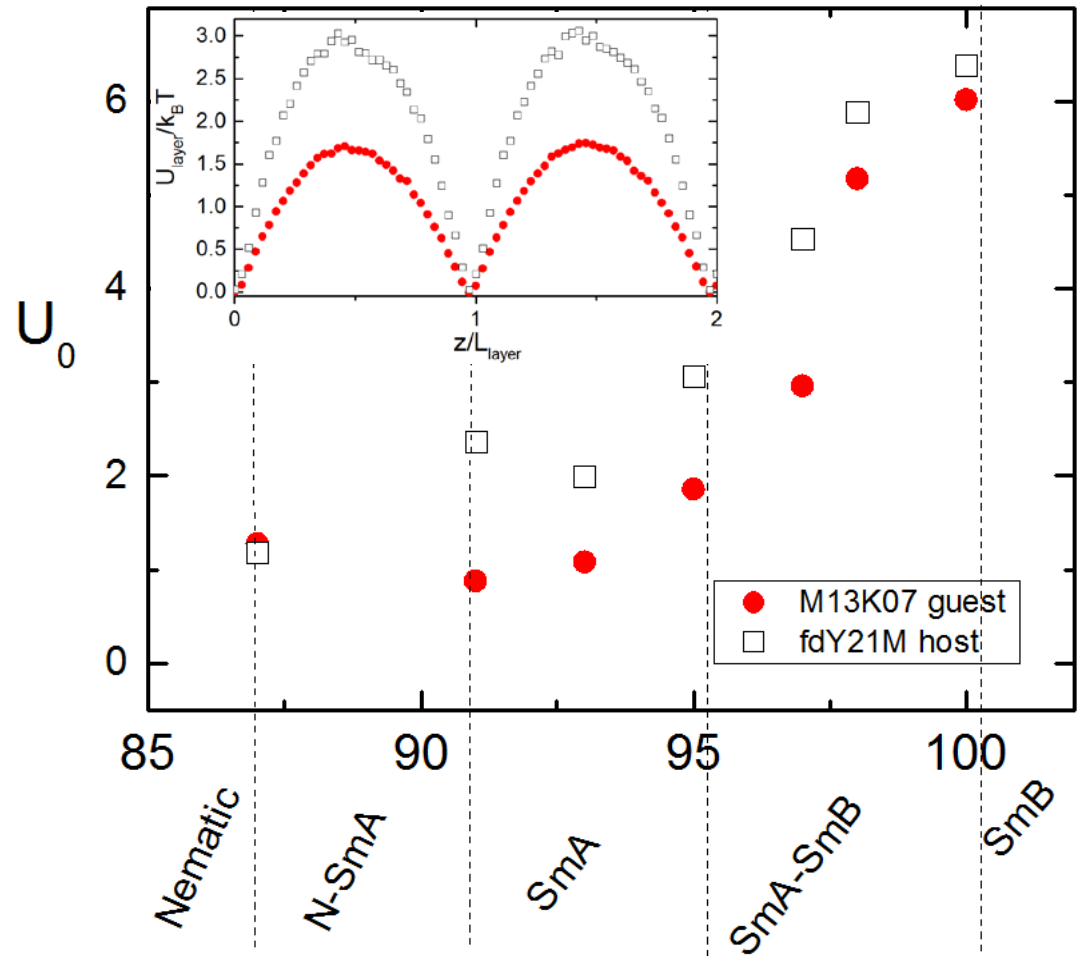 3.0
2.5
2.0
1.5
1.0
0.5
0.0
U_layer/k_BT
0 1 2
z/L_layer
6
4
2
0
U_0
M13K07 guest
fdY21M host
85 90 95 100
Nematic
N-SmA
SmA
SmA-SmB
SmB